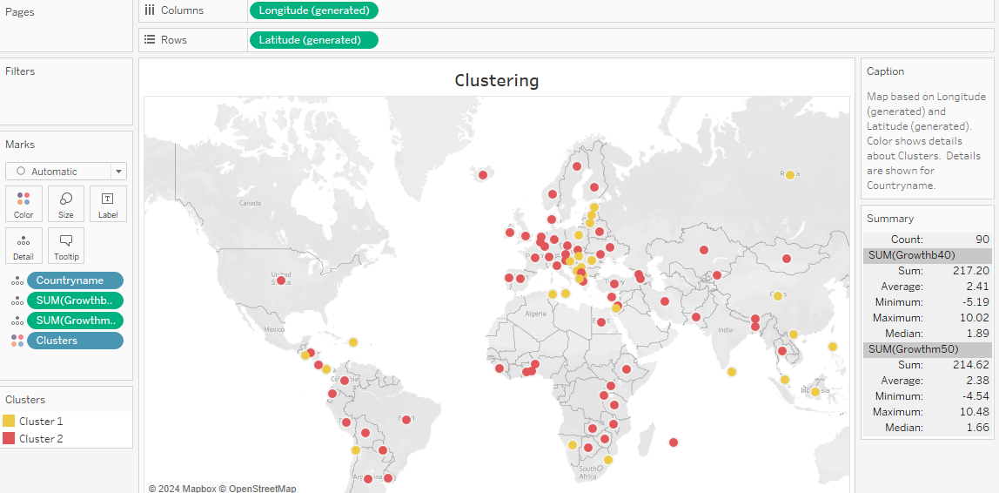 Pages
Columns
Longitude (generated)
Rows
Latitude (generated)
Filters
Marks
Automatic
Color
Size
Label
Detail
Tooltip
Countryname
SUM(Growthb..
SUM(Growthm..
Clusters
Clusters
Cluster 1
Cluster 2
Clustering
Canada
United
Mexico
Algeria
India
South
Africa
© 2024 Mapbox © OpenStreetMap
Caption
Map based on Longitude
(generated) and
Latitude (generated).
Color shows details
about Clusters. Details
are shown for
Countryname.
Summary
Count: 90
SUM(Growthb40)
Sum: 217.20
Average: 2.41
Minimum: -5.19
Maximum: 10.02
Median: 1.89
SUM(Growthm50)
Sum: 214.62
Average: 2.38
Minimum: -4.54
Maximum: 10.48
Median: 1.66